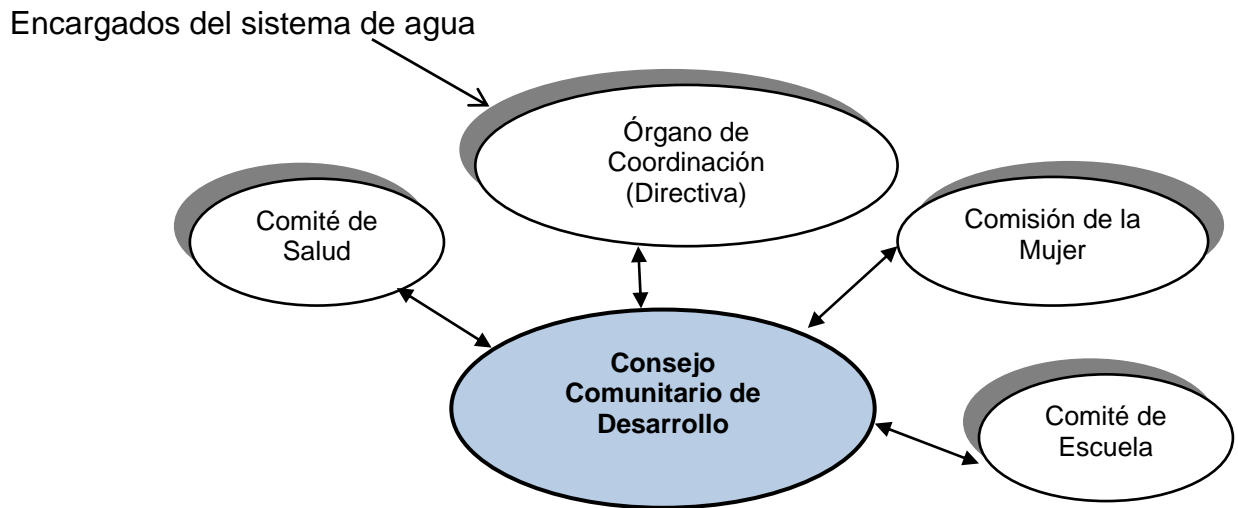 Encargados del sistema de agua
Órgano de
Coordinación
(Directiva)
Comité de
Salud
Comisión de la
Mujer
Consejo
Comunitario de
Desarrollo
Comité de
Escuela